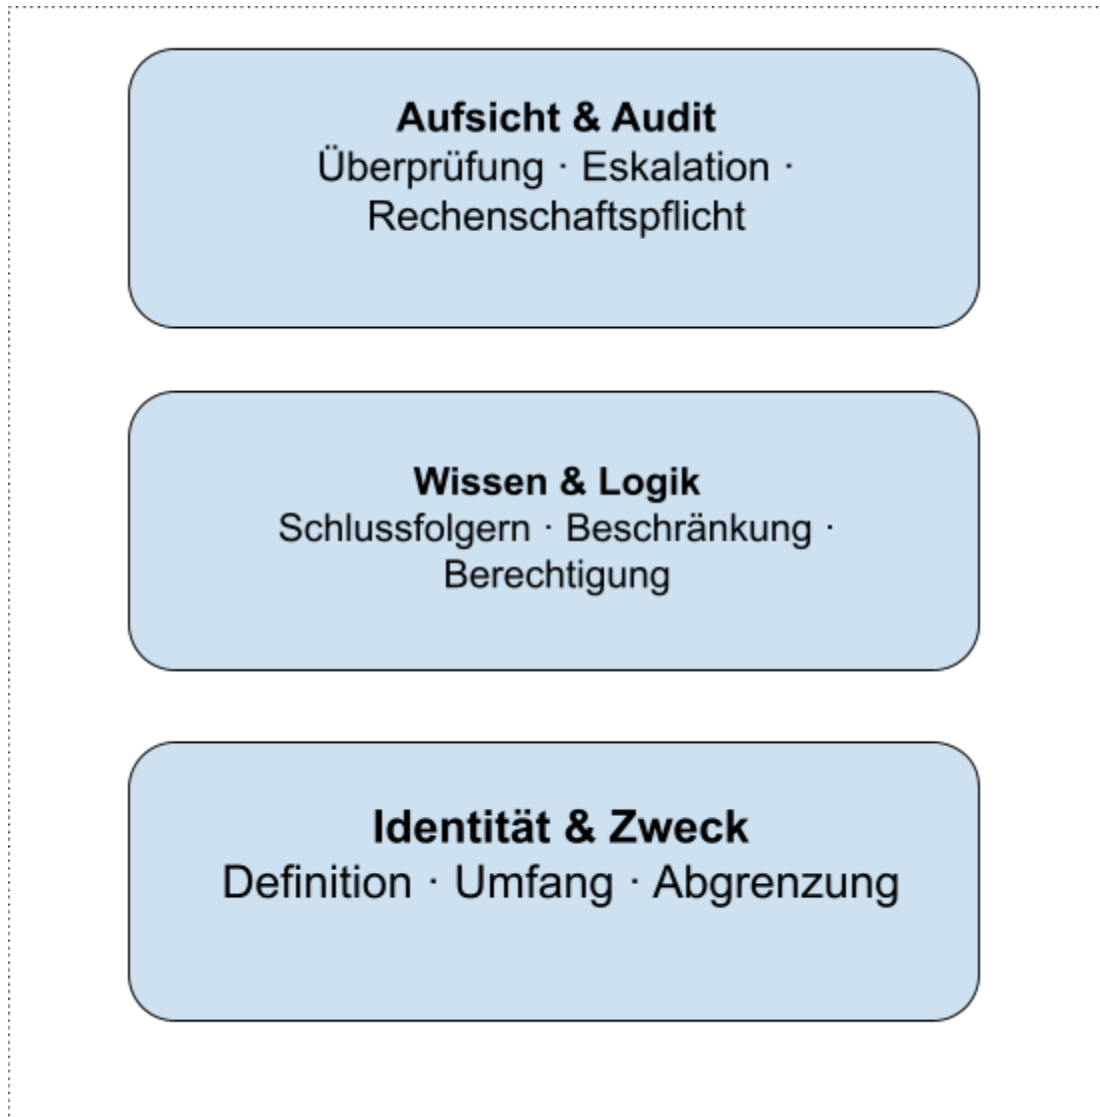 Aufsicht & Audit
Überprüfung · Eskalation ·
Rechenschaftspflicht
Wissen & Logik
Schlussfolgern · Beschränkung ·
Berechtigung
Identität & Zweck
Definition · Umfang · Abgrenzung